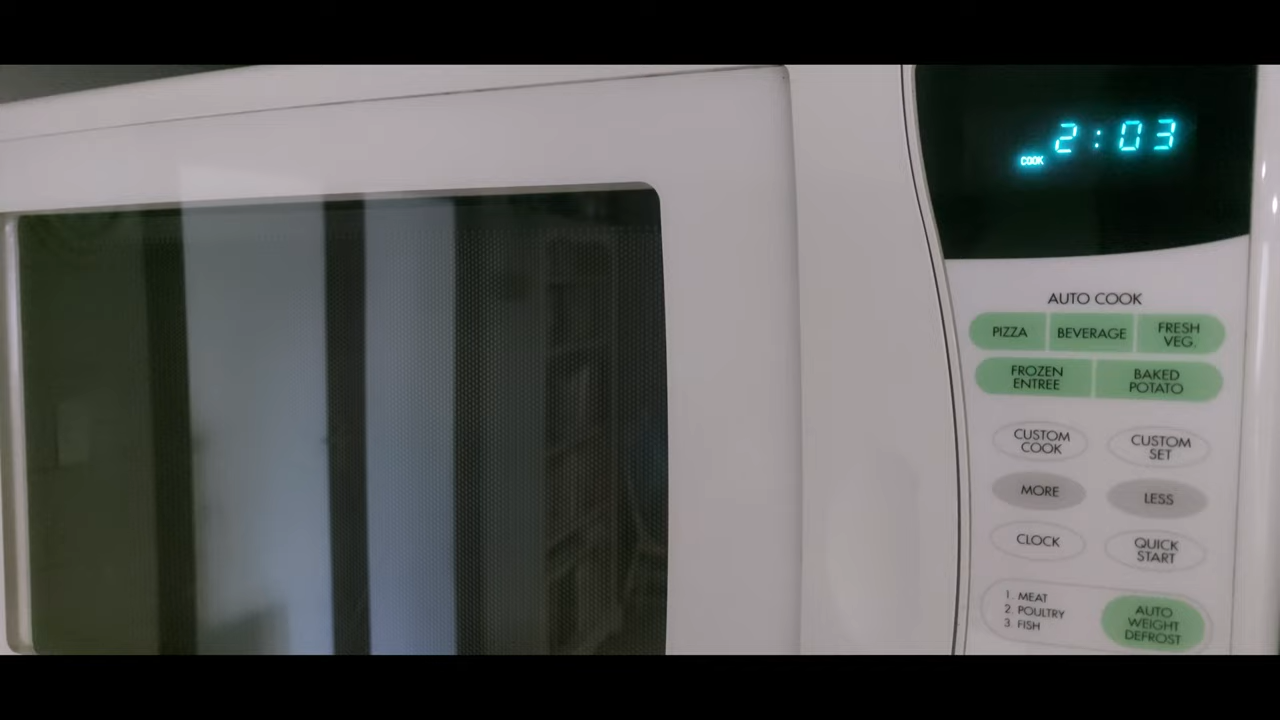 2:03
COOK
AUTO COOK
PIZZA
BEVERAGE
FRESH
VEG.
FROZEN
ENTREE
BAKED
POTATO
CUSTOM
COOK
CUSTOM
SET
MORE
LESS
CLOCK
QUICK
START
1. MEAT
2. POULTRY
3. FISH
AUTO
WEIGHT
DEFROST